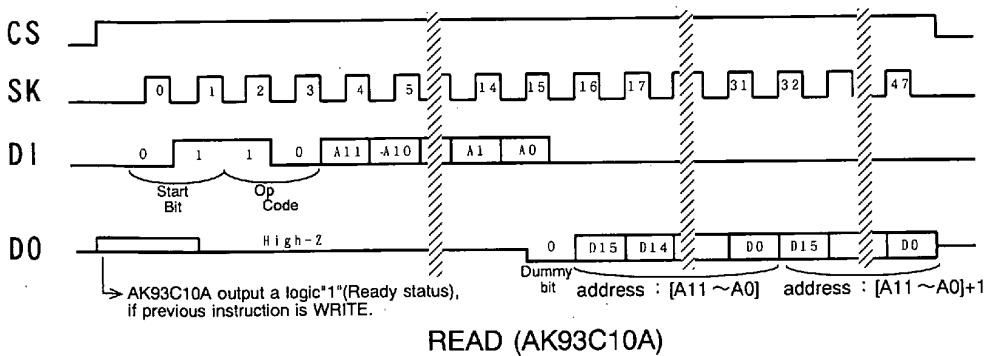 CS
SK 0 1 2 3 4 5 14 15 16 17 31 32 47
DI 0 1 1 0 A11 A10 A1 A0
Start Bit
Op Code
DO High-Z 0 D15 D14 D0 D15 D0
Dummy bit
address : [A11 ~A0]
address : [A11 ~A0]+1
AK93C10A output a logic"1"(Ready status),
if previous instruction is WRITE.
READ (AK93C10A)